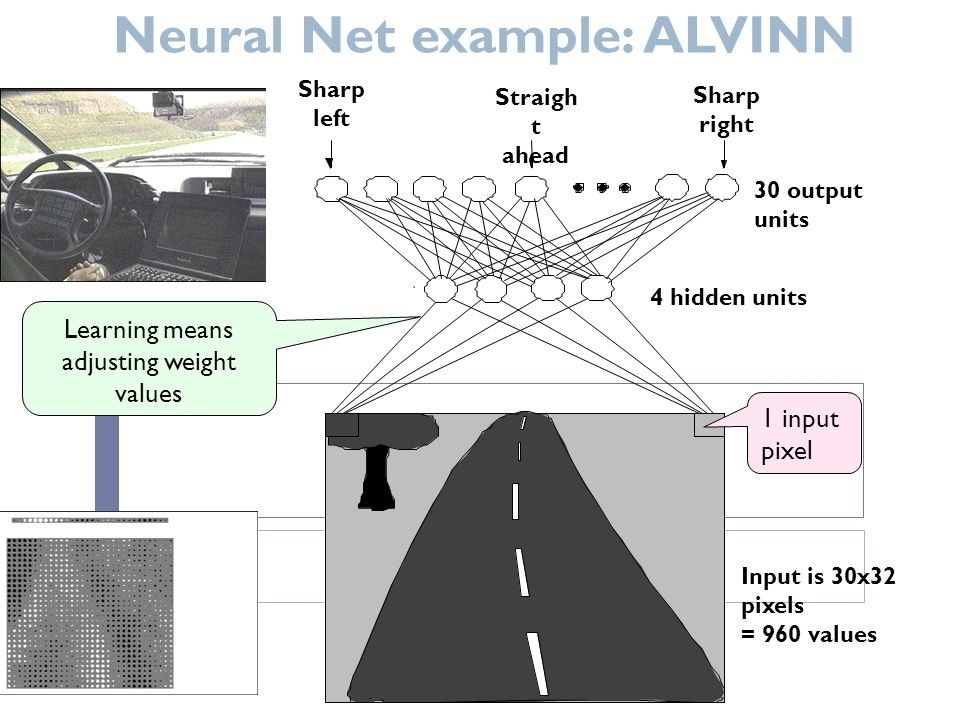 Neural Net example: ALVINN
Sharp
left
Straigh
t
ahead
Sharp
right
30 output
units
4 hidden units
Learning means
adjusting weight
values
1 input
pixel
Input is 30x32
pixels
= 960 values